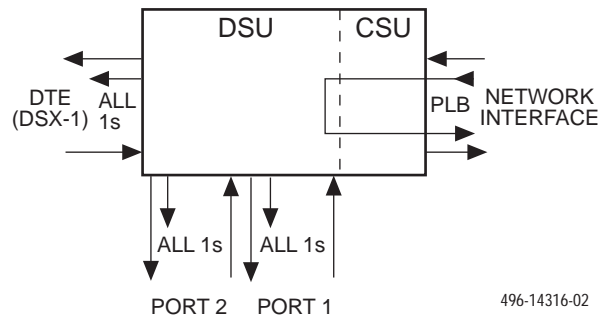 DSU
CSU
DTE
(DSX-1)
ALL
1s
PLB
NETWORK
INTERFACE
ALL 1s
ALL 1s
PORT 2
PORT 1
496-14316-02